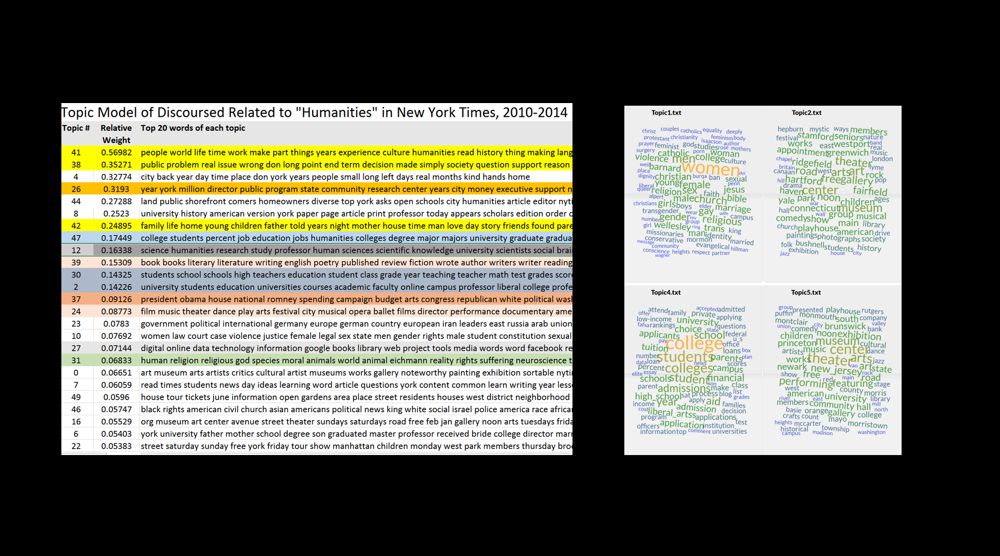 Topic Model of Discoursed Related to "Humanities" in New York Times, 2010-2014
Topic # Relative Weight Top 20 words of each topic
41 0.56982 people world life time work make part things years experience culture humanities read history thing making lang
38 0.35271 public problem real issue wrong don long point end term decision made simply society question support reason
4 0.32774 city back year day time place don york years people small long left days real months kind hands home
26 0.3193 year york million director public program state community research center years city money executive support n
44 0.27288 land public shorefront comers homeowners diverse top york asks open schools city humanities article editor nyti
8 0.2523 university history american version york paper page article print professor today appears scholars edition order c
42 0.24895 family life home young children father told years night mother house time man love day story friends found pare
47 0.17449 college students percent job education jobs humanities colleges degree major majors university graduate gradua
12 0.16338 science humanities research study professor human sciences scientific knowledge university scientists social brai
39 0.15309 book books literary literature writing english poetry published review fiction wrote author writers writer reading
30 0.14325 students school schools high teachers education student class grade year teaching teacher math test grades scor
2 0.14226 university students education universities courses academic faculty online campus professor liberal college profe
37 0.09126 president obama house national romney spending campaign budget arts congress republican white political wash
24 0.08773 film music theater dance play arts festival city musical opera ballet films director performance documentary ame
23 0.0783 government political international germany europe german country european iran leaders east russia arab union
10 0.07692 women law court case violence justice female legal sex state men gender rights male student constitution sexual
27 0.07144 digital online data technology information google books library web project tools media words word facebook re
31 0.06833 human religion religious god species moral animals world animal eichmann reality rights suffering neuroscience t
0 0.06651 art museum arts artists critics cultural artist museums works gallery noteworthy painting exhibition sortable nyti
7 0.06059 read times students news day ideas learning word article questions york content common learn writing year less
49 0.0596 house tour tickets june information open gardens area place street residents houses west district neighborhood
46 0.05747 black rights american civil church asian americans political news king white social israel police america race africa
16 0.05529 org museum art center avenue street theater sundays saturdays road free feb jan gallery noon arts tuesdays frida
6 0.05403 york university father mother school degree son graduated master professor received bride college director marr
22 0.05383 street saturday sunday free york friday tour show manhattan children monday west park members thursday broo
Topic1.txt
christ couples catholics equality deeply
protestant christianity feminism body
prayer feminist god studies isaacson author rose mothers
surgery catholic porn woman
violence men college culture
weil barnard women dei
place dignity christian burqa ban sexual
liberal young female penn
queer religion sex faith jesus
alpert male church bible
christians girls boys elder marriage
transgender wear gay wife campus
number gender rev group religious
girl wellesley ring trans king
missionaries man identity
conservative mormon married
message community evangelical hillman
conscience heights respect partner
wagner
Topic2.txt
hepburn mystic ways members
festival stamford seniors nature
works east westport band real
appointment greenwich music
chapel ridgefield theater london
britain lyme
canaan road west arts art rock
hill hartford free gallery pop
drama haven center fairfield
yale park noon children ages
war connecticut museum
hall wall group musical
comedy show main library
church playhouse american drive
paintings photographs society
folk bushnell students history
jazz exhibition house city
Topic4.txt
attend family accepted admitted
offer low-income private applying
fafsa rankings university questions
choice state
applicants school federal
pay college u_s office
tuition loans box
number students parents plan
data loan news scores
percent colleges campus
elite essay
schools student financial
parent son class
admissions make list
high_school sat process blog grades
income year apply aid families
cost admission decision
liberal_artss
program applications
officers application institution test
information top comment universities
Topic5.txt
group presented playhouse rutgers
puffin monmouth south company
montclair city valley
union comedy brunswick bank
children noon exhibition
princeton museum cultural
artists music center dance
works theater arts jazz
newark new_jersey van art state
show free rock
red main road
performing featuring stage
west county morris
american university library
river east
members community hall mill
basie orange gallery north college
crafts count mayo
heights mccarter morristown
historical township
campus madison washington